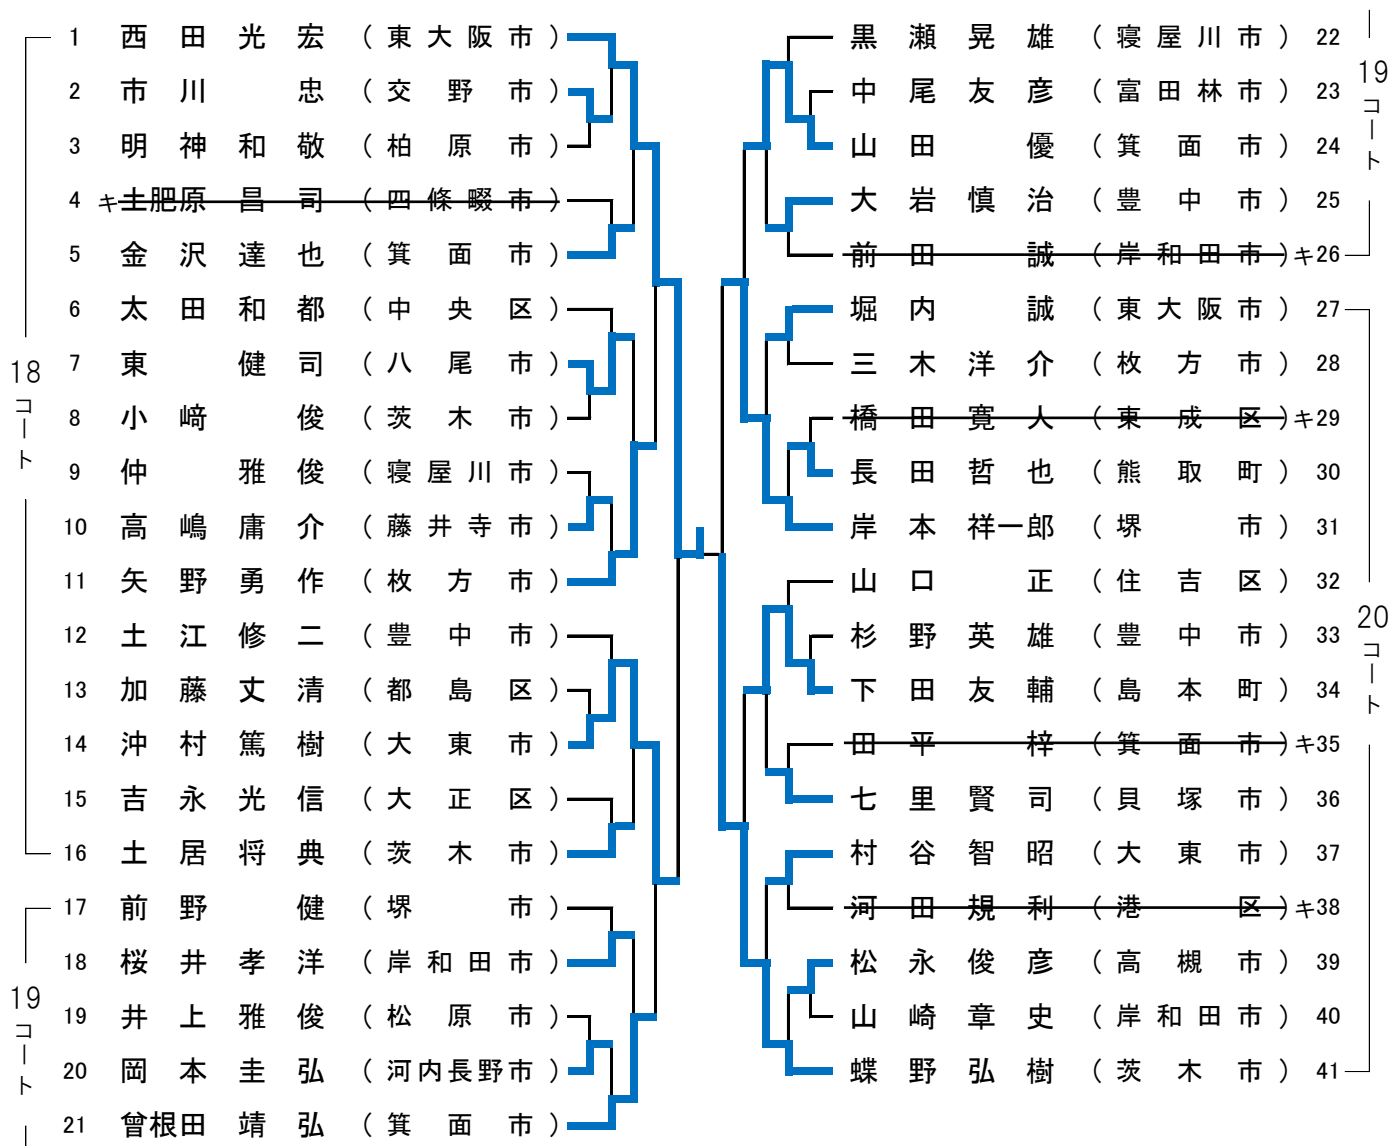 1 西田光宏 (東大阪市)
2 市川 忠 (交野市)
3 明神和敬 (柏原市)
4 キ土肥原昌司 (四條畷市)
5 金沢達也 (箕面市)
6 太田和都 (中央区)
7 東 健司 (八尾市)
8 小﨑 俊 (茨木市)
9 仲 雅俊 (寝屋川市)
10 高嶋庸介 (藤井寺市)
11 矢野勇作 (枚方市)
12 土江修二 (豊中市)
13 加藤丈清 (都島区)
14 沖村篤樹 (大東市)
15 吉永光信 (大正区)
16 土居将典 (茨木市)
18コート
17 前野 健 (堺市)
18 桜井孝洋 (岸和田市)
19 井上雅俊 (松原市)
20 岡本圭弘 (河内長野市)
21 曾根田靖弘 (箕面市)
19コート
黒瀬晃雄 (寝屋川市) 22
中尾友彦 (富田林市) 23
山田 優 (箕面市) 24
大岩慎治 (豊中市) 25
前田 誠 (岸和田市) キ26
19コート
堀内 誠 (東大阪市) 27
三木洋介 (枚方市) 28
橋田寛人 (東成区) キ29
長田哲也 (熊取町) 30
岸本祥一郎 (堺市) 31
山口 正 (住吉区) 32
杉野英雄 (豊中市) 33
下田友輔 (島本町) 34
田平 梓 (箕面市) キ35
七里賢司 (貝塚市) 36
村谷智昭 (大東市) 37
河田規利 (港区) キ38
松永俊彦 (高槻市) 39
山崎章史 (岸和田市) 40
蝶野弘樹 (茨木市) 41
20コート